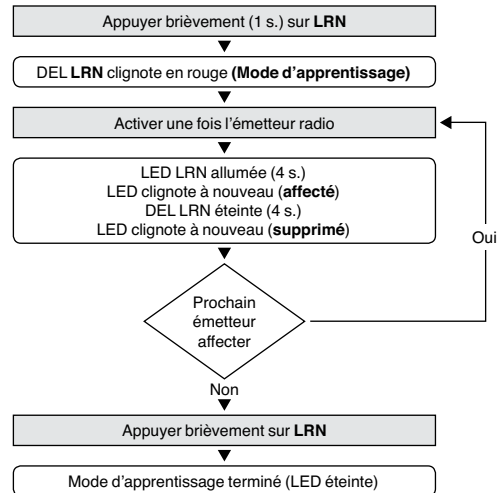 Appuyer brièvement (1 s.) sur LRN
DEL LRN clignote en rouge (Mode d'apprentissage)
Activer une fois l'émetteur radio
LED LRN allumée (4 s.)
LED clignote à nouveau (affecté)
DEL LRN éteinte (4 s.)
LED clignote à nouveau (supprimé)
Oui
Prochain
émetteur
affecter
Non
Appuyer brièvement sur LRN
Mode d'apprentissage terminé (LED éteinte)